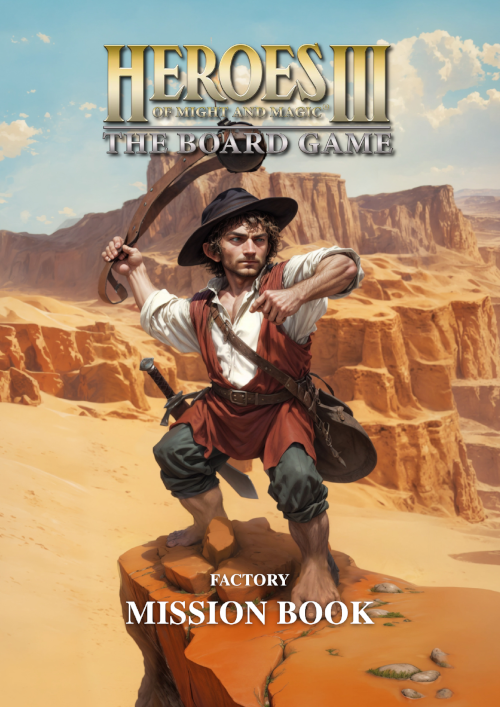 HEROES III
OF MIGHT AND MAGIC®
THE BOARD GAME
FACTORY
MISSION BOOK